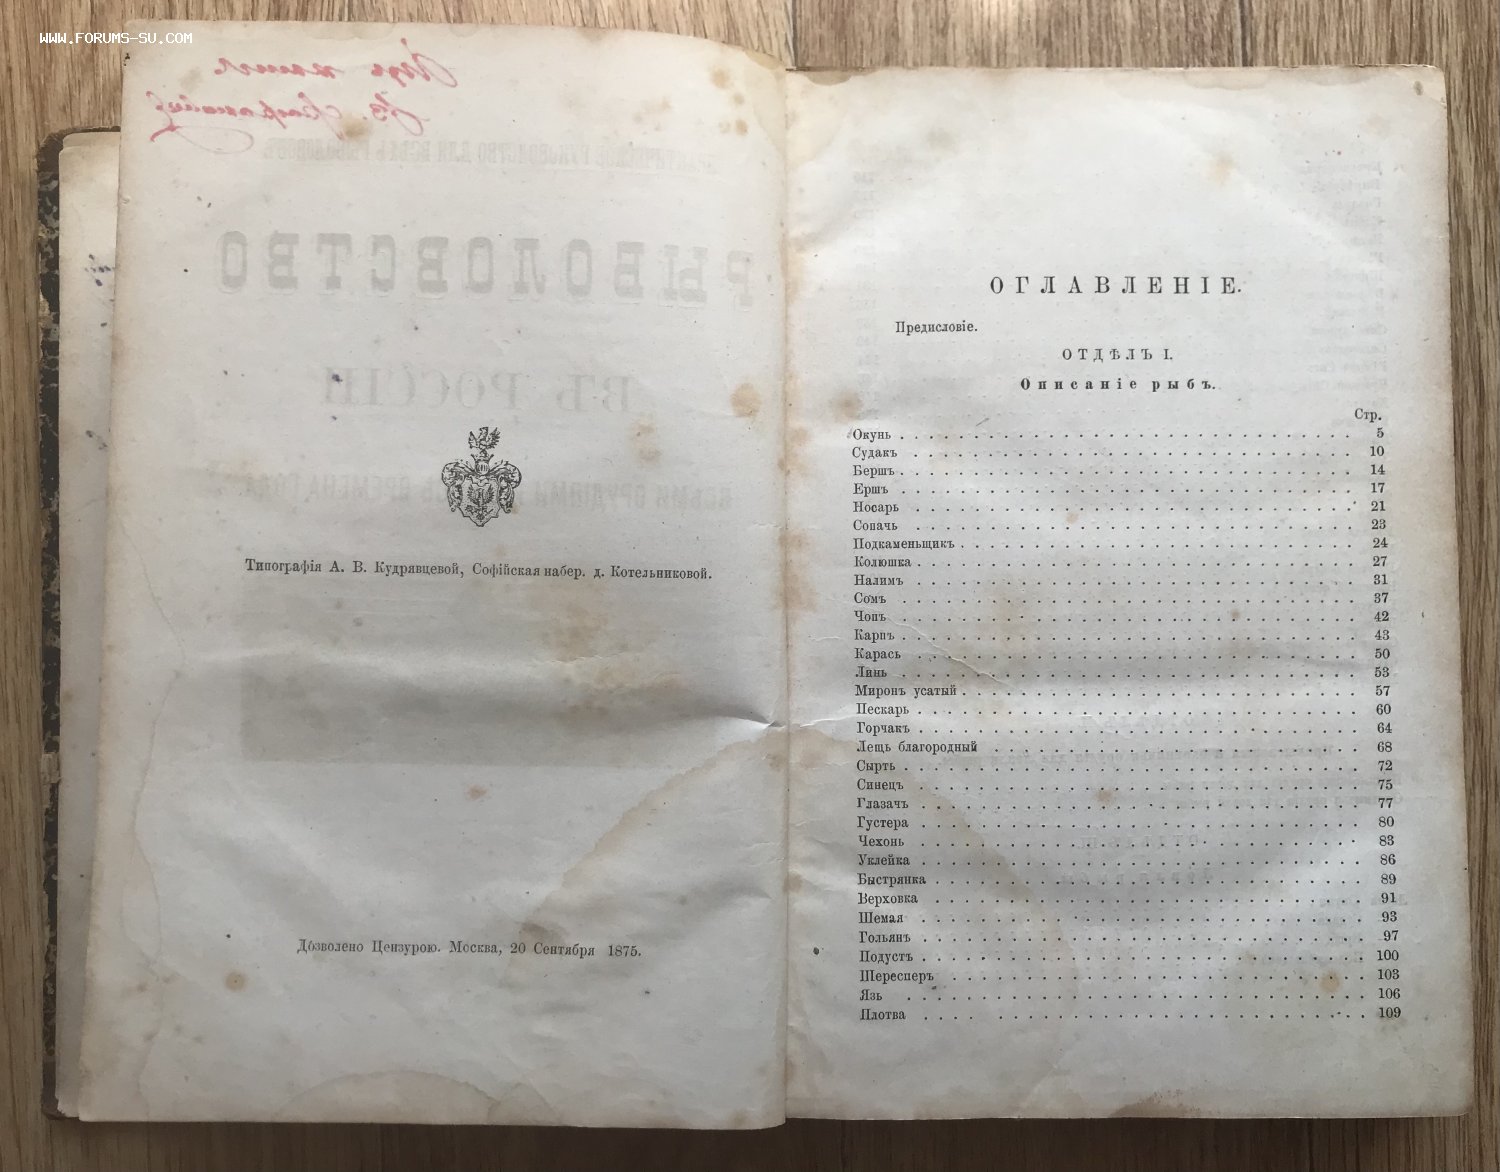 WWW.FORUMS-SU.COM
РЫБОЛОВСТВО
ВЪ РОССІИ
Типографія А. В. Кудрявцевой, Софійская набер. д. Котельниковой.
Дозволено Цензурою. Москва, 20 Сентября 1875.
ОГЛАВЛЕНІЕ.
Предисловіе.
ОТДѢЛЪ I.
Описаніе рыбъ.
Стр.
Окунь . . . . 5
Судакъ . . . . 10
Бершъ . . . . 14
Ершъ . . . . 17
Носарь . . . . 21
Сопачь . . . . 23
Подкаменьщикъ . . . . 24
Колюшка . . . . 27
Налимъ . . . . 31
Сомъ . . . . 37
Чопъ . . . . 42
Карпъ . . . . 43
Карась . . . . 50
Линь . . . . 53
Миронъ усатый . . . . 57
Пескарь . . . . 60
Горчакъ . . . . 64
Лещь благородный . . . . 68
Сырть . . . . 72
Синецъ . . . . 75
Глазачъ . . . . 77
Густера . . . . 80
Чехонь . . . . 83
Уклейка . . . . 86
Быстрянка . . . . 89
Верховка . . . . 91
Шемая . . . . 93
Гольянъ . . . . 97
Подустъ . . . . 100
Шересперъ . . . . 103
Язь . . . . 106
Плотва . . . . 109